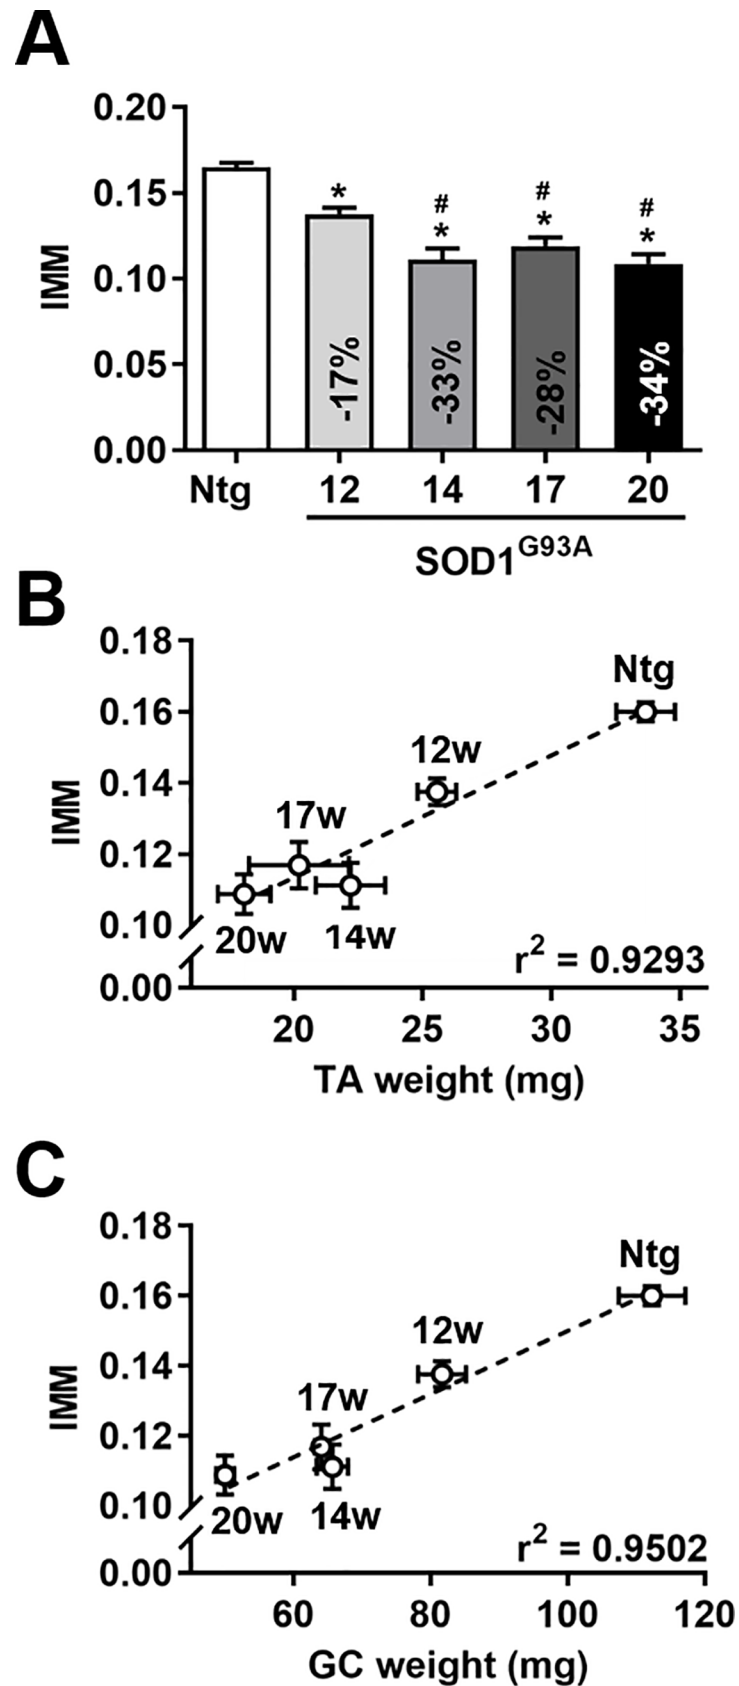 A
0.20
0.15
0.10
0.05
0.00
IMM
*
#
*
#
*
#
*
-17%
-33%
-28%
-34%
Ntg 12 14 17 20
SOD1G93A
B
0.18
0.16
0.14
0.12
0.10
0.00
IMM
Ntg
12w
17w
20w
14w
r2 = 0.9293
20 25 30 35
TA weight (mg)
C
0.18
0.16
0.14
0.12
0.10
0.00
IMM
Ntg
12w
17w
20w
14w
r2 = 0.9502
60 80 100 120
GC weight (mg)